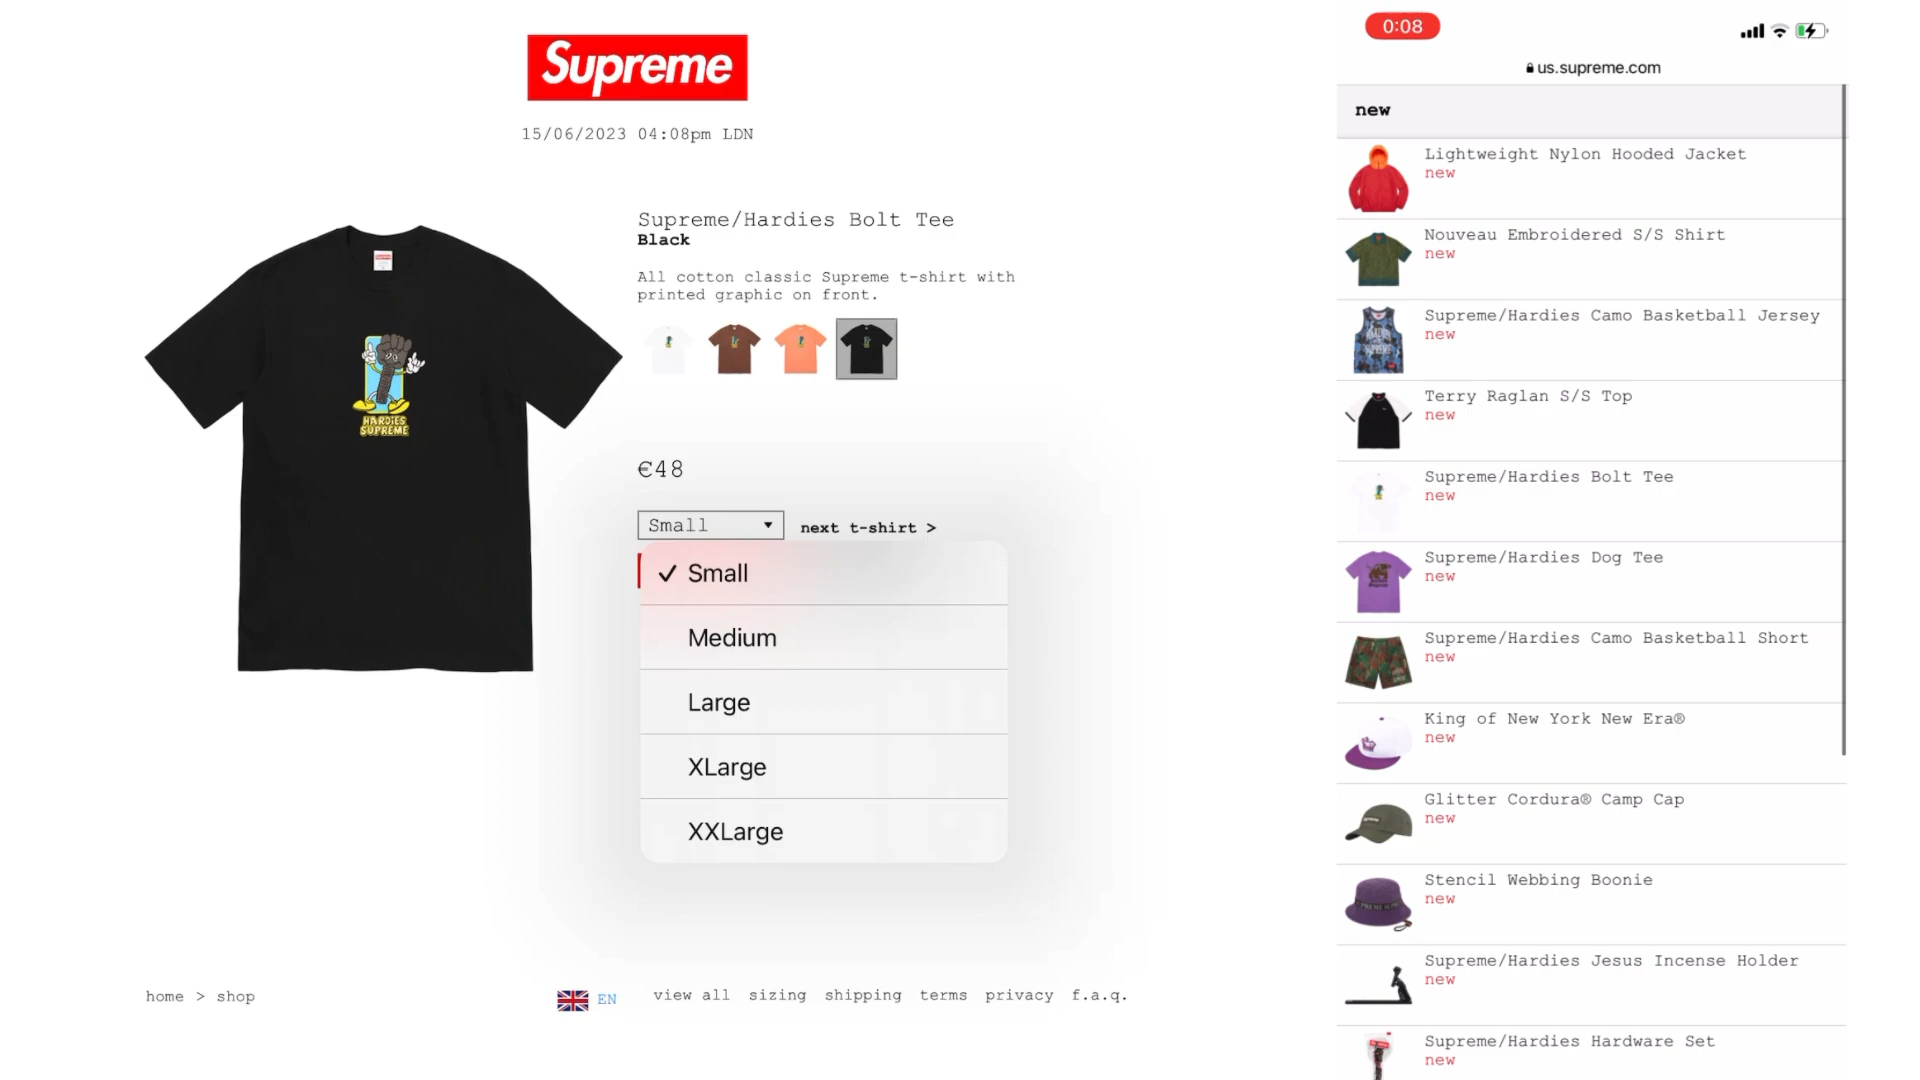 Supreme
15/06/2023 04:08pm LDN
Supreme/Hardies Bolt Tee
Black
All cotton classic Supreme t-shirt with
printed graphic on front.
HARDIES
SUPREME
€48
Small
next t-shirt >
✓ Small
Medium
Large
XLarge
XXLarge
home > shop
EN
view all sizing shipping terms privacy f.a.q.
0:08
us.supreme.com
new
Lightweight Nylon Hooded Jacket
new
Nouveau Embroidered S/S Shirt
new
Supreme/Hardies Camo Basketball Jersey
new
Terry Raglan S/S Top
new
Supreme/Hardies Bolt Tee
new
Supreme/Hardies Dog Tee
new
Supreme/Hardies Camo Basketball Short
new
King of New York New Era®
new
Glitter Cordura® Camp Cap
new
Stencil Webbing Boonie
new
Supreme/Hardies Jesus Incense Holder
new
Supreme/Hardies Hardware Set
new